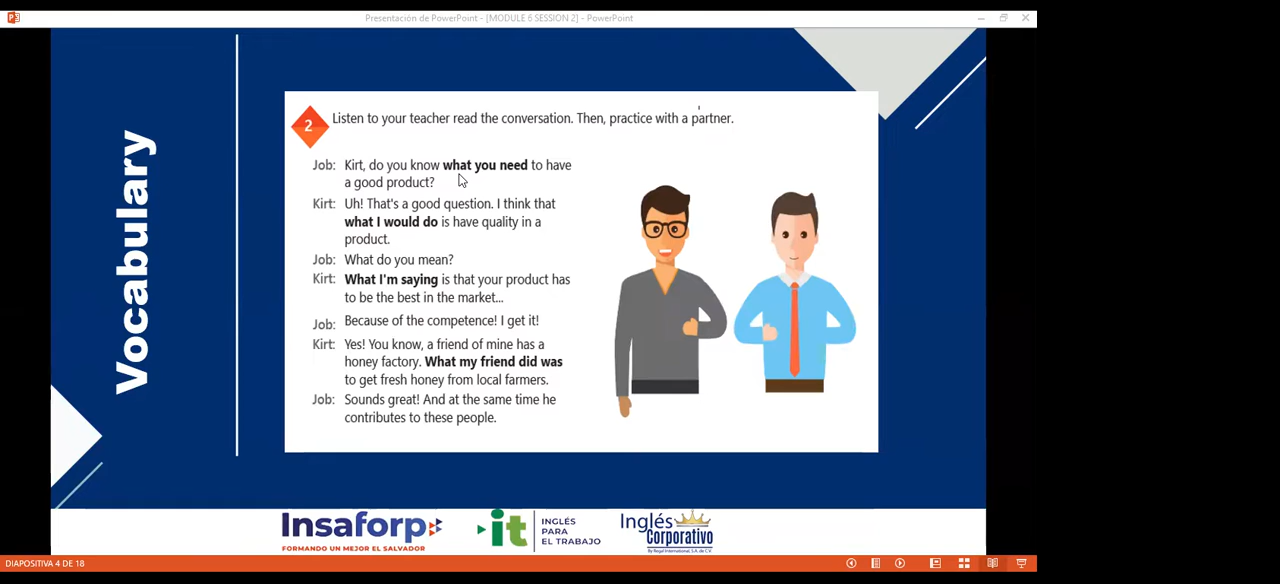 Presentación de PowerPoint - [MODULE 6 SESSION 2] - PowerPoint
Vocabulary
2
Listen to your teacher read the conversation. Then, practice with a partner.
Job: Kirt, do you know what you need to have
a good product?
Kirt: Uh! That's a good question. I think that
what I would do is have quality in a
product.
Job: What do you mean?
Kirt: What I'm saying is that your product has
to be the best in the market...
Job: Because of the competence! I get it!
Kirt: Yes! You know, a friend of mine has a
honey factory. What my friend did was
to get fresh honey from local farmers.
Job: Sounds great! And at the same time he
contributes to these people.
Insaforp
FORMANDO UN MEJOR EL SALVADOR
it
INGLÉS
PARA
EL TRABAJO
Inglés
Corporativo
By Regal International, S.A. de C.V.
DIAPOSITIVA 4 DE 18